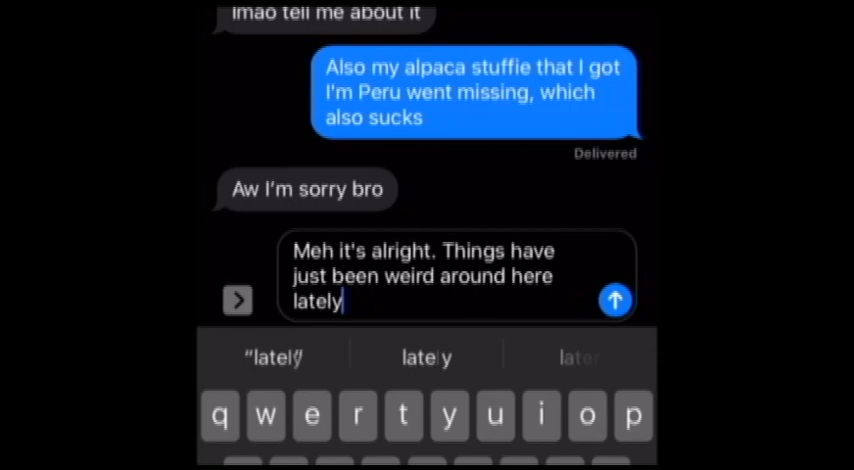 lmao tell me about it
Also my alpaca stuffie that I got
I'm Peru went missing, which
also sucks
Delivered
Aw I'm sorry bro
Meh it's alright. Things have
just been weird around here
lately
"lately" lately later
q w e r t y u i o p